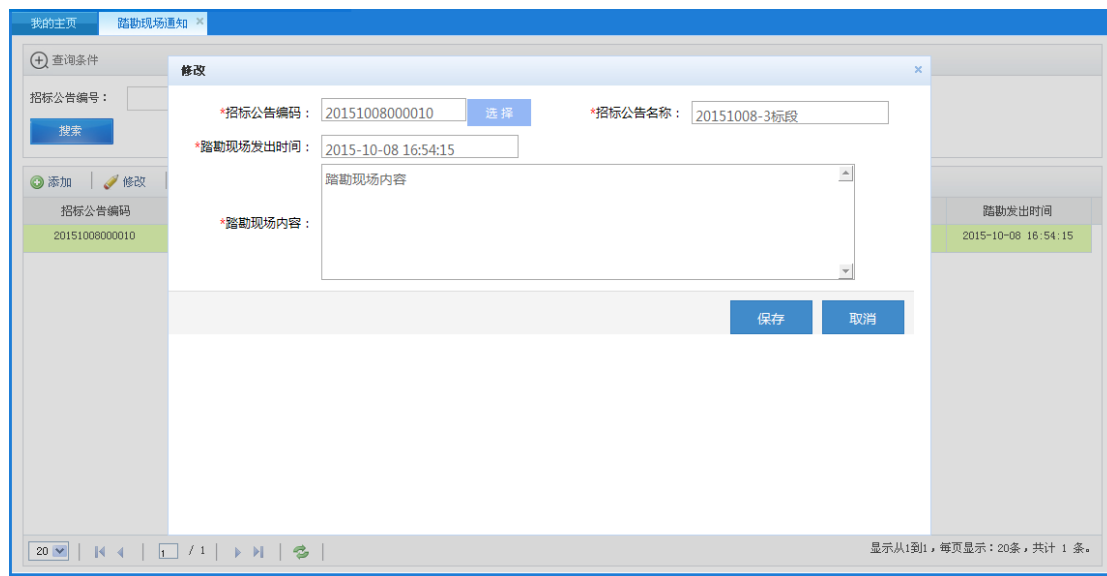 我的主页 踏勘现场通知 ×
查询条件
修改 ×
招标公告编号：
*招标公告编码： 20151008000010 选 择 *招标公告名称： 20151008-3标段
搜索
*踏勘现场发出时间： 2015-10-08 16:54:15
添加 修改
踏勘现场内容
招标公告编码 踏勘发出时间
*踏勘现场内容：
20151008000010 2015-10-08 16:54:15
保存 取消
20 1 / 1 显示从1到1，每页显示：20条，共计 1 条。